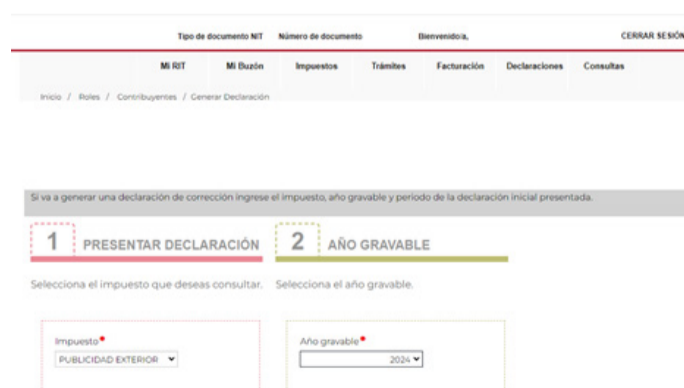 Tipo de documento NIT Número de documento Bienvenido/a, CERRAR SESIÓN
Mi RIT Mi Buzón Impuestos Trámites Facturación Declaraciones Consultas
Inicio / Roles / Contribuyentes / Generar Declaración
Si va a generar una declaración de corrección ingrese el impuesto, año gravable y periodo de la declaración inicial presentada.
1 PRESENTAR DECLARACIÓN 2 AÑO GRAVABLE
Selecciona el impuesto que deseas consultar. Selecciona el año gravable.
Impuesto* Año gravable*
PUBLICIDAD EXTERIOR 2024